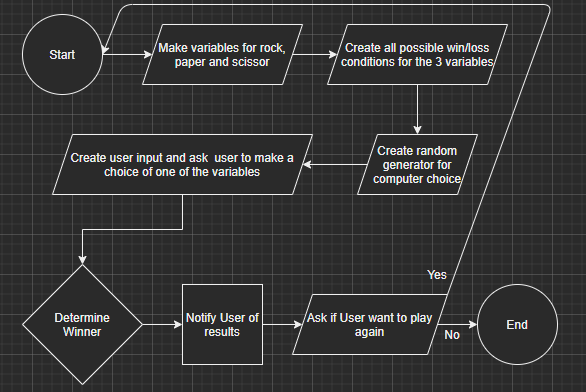 Start
Make variables for rock,
paper and scissor
Create all possible win/loss
conditions for the 3 variables
Create user input and ask user to make a
choice of one of the variables
Create random
generator for
computer choice
Yes
Determine
Winner
Notify User of
results
Ask if User want to play
again
No
End